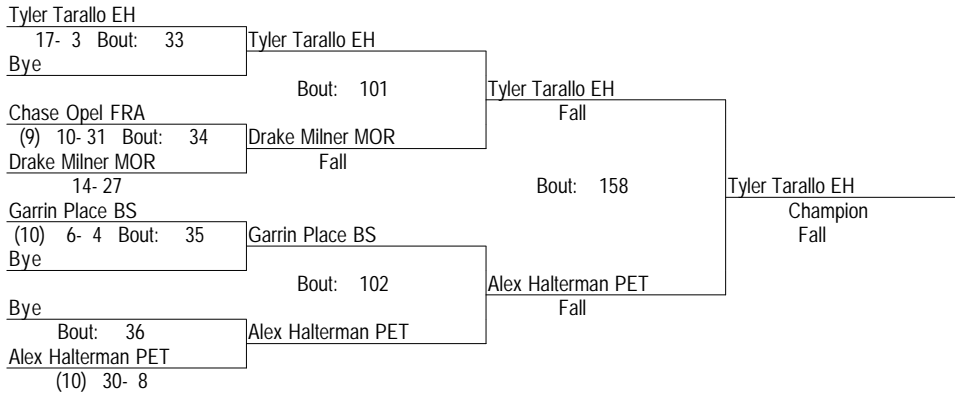 Tyler Tarallo EH
17- 3 Bout: 33
Bye
Tyler Tarallo EH
Bout: 101
Chase Opel FRA
(9) 10- 31 Bout: 34
Drake Milner MOR
14- 27
Drake Milner MOR
Fall
Tyler Tarallo EH
Fall
Bout: 158
Garrin Place BS
(10) 6- 4 Bout: 35
Bye
Garrin Place BS
Bout: 102
Bye
Bout: 36
Alex Halterman PET
(10) 30- 8
Alex Halterman PET
Alex Halterman PET
Fall
Tyler Tarallo EH
Champion
Fall